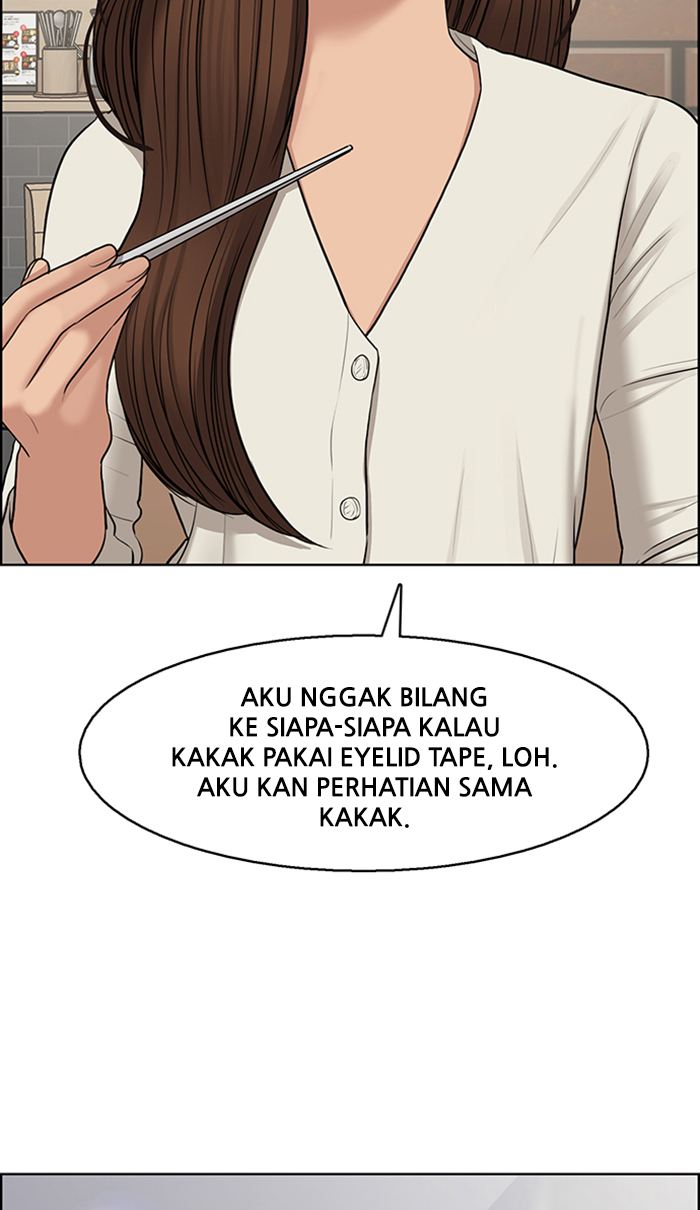 AKU NGGAK BILANG
KE SIAPA-SIAPA KALAU
KAKAK PAKAI EYELID TAPE, LOH.
AKU KAN PERHATIAN SAMA
KAKAK.